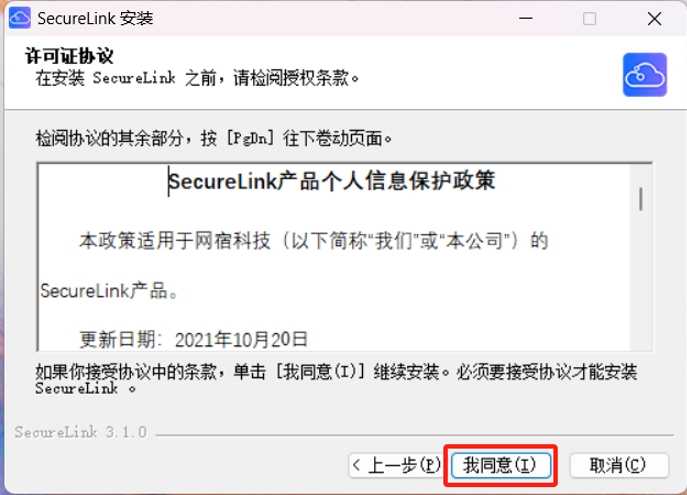 SecureLink 安装
许可证协议
在安装 SecureLink 之前，请检阅授权条款。
检阅协议的其余部分，按 [PgDn] 往下卷动页面。
SecureLink产品个人信息保护政策
本政策适用于网宿科技（以下简称“我们”或“本公司”）的
SecureLink产品。
更新日期：2021年10月20日
如果你接受协议中的条款，单击 [我同意(I)] 继续安装。必须要接受协议才能安装
SecureLink 。
SecureLink 3.1.0
< 上一步(P)
我同意(I)
取消(C)